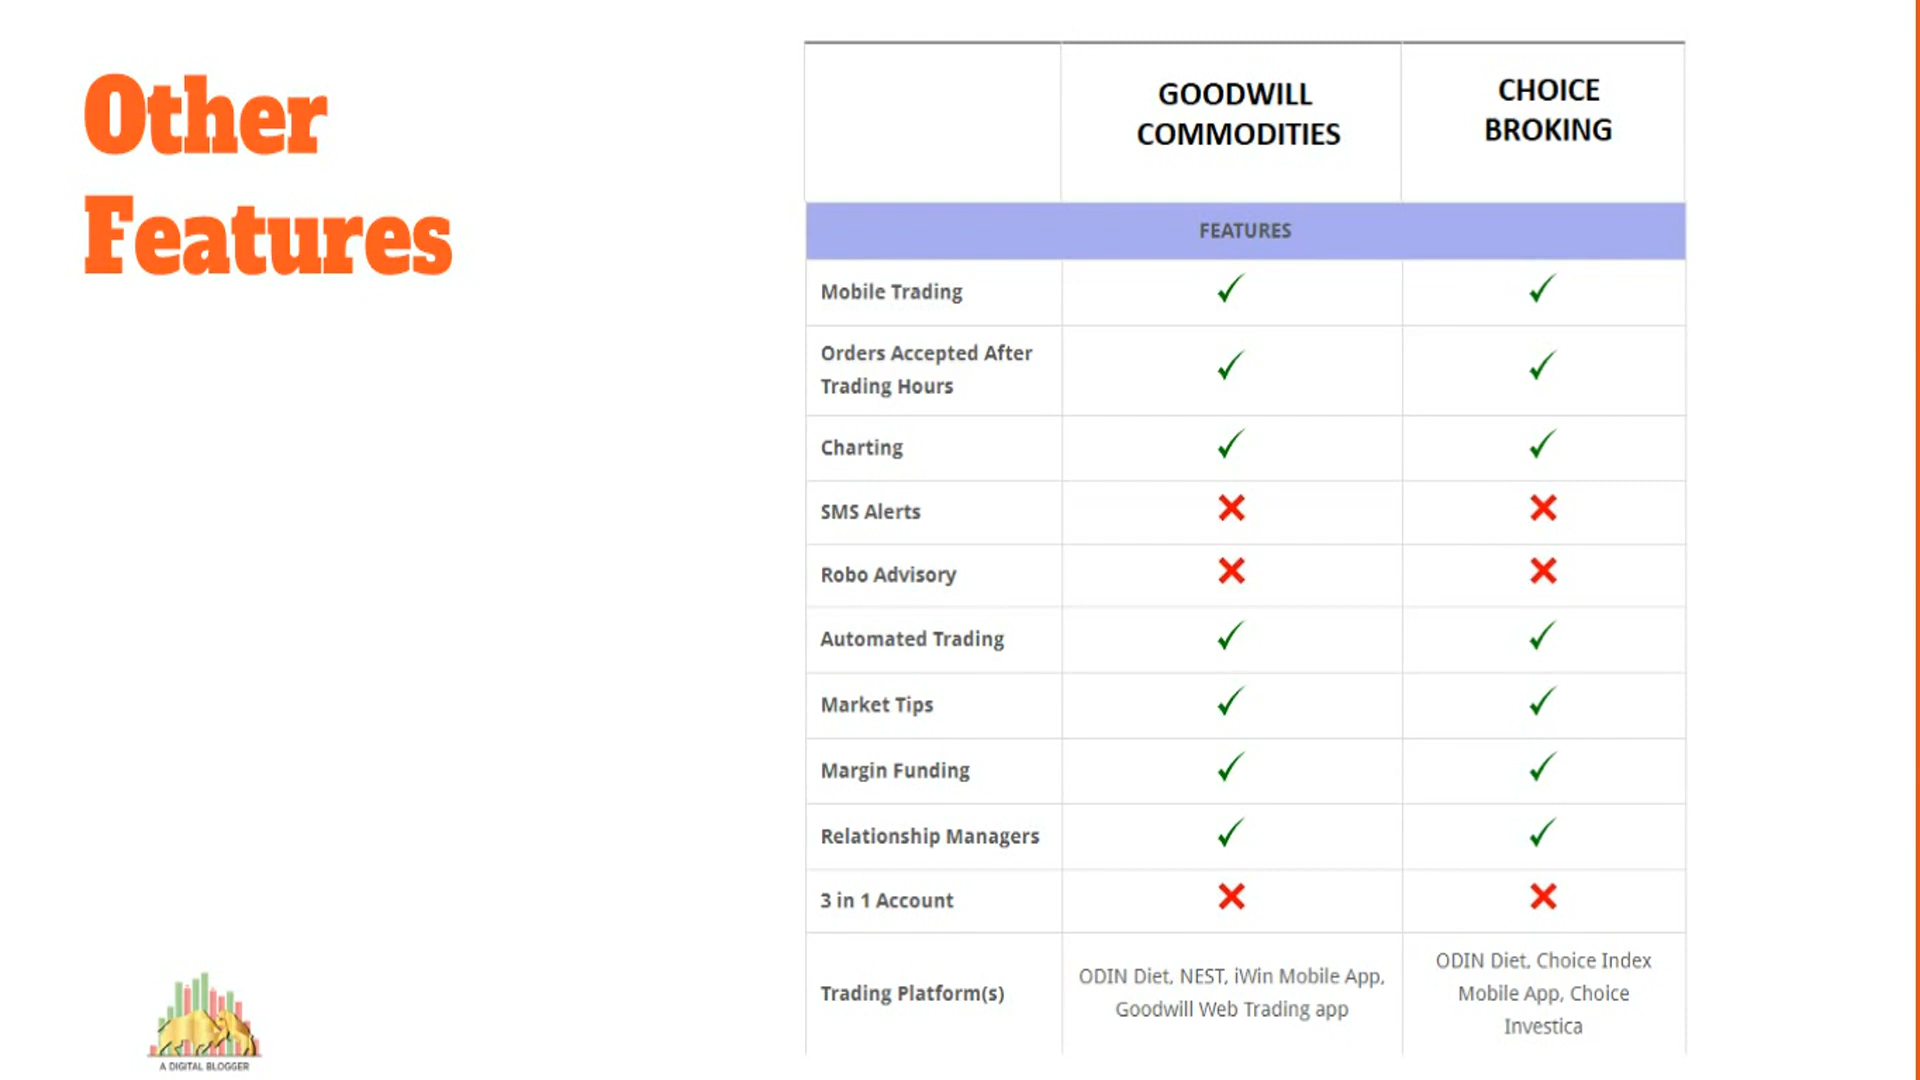 Other
Features
GOODWILL
COMMODITIES
CHOICE
BROKING
FEATURES
Mobile Trading
Orders Accepted After
Trading Hours
Charting
SMS Alerts
Robo Advisory
Automated Trading
Market Tips
Margin Funding
Relationship Managers
3 in 1 Account
Trading Platform(s)
ODIN Diet, NEST, iWin Mobile App,
Goodwill Web Trading app
ODIN Diet, Choice Index
Mobile App, Choice
Investica
A DIGITAL BLOGGER